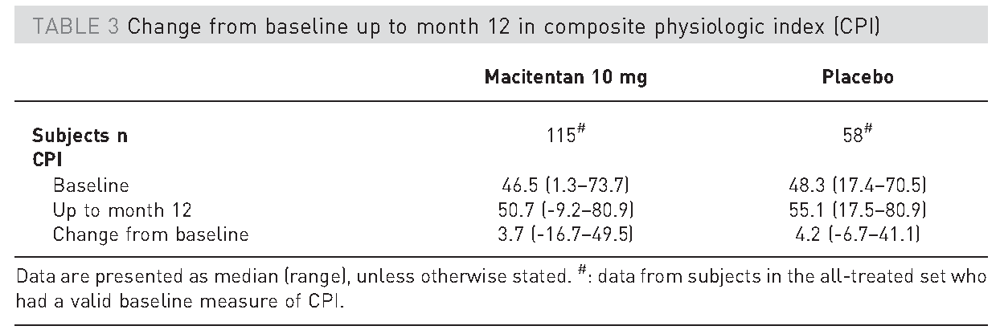 TABLE 3 Change from baseline up to month 12 in composite physiologic index (CPI)
Macitentan 10 mg Placebo
Subjects n 115# 58#
CPI
Baseline 46.5 (1.3–73.7) 48.3 (17.4–70.5)
Up to month 12 50.7 (-9.2–80.9) 55.1 (17.5–80.9)
Change from baseline 3.7 (-16.7–49.5) 4.2 (-6.7–41.1)
Data are presented as median (range), unless otherwise stated. #: data from subjects in the all-treated set who
had a valid baseline measure of CPI.